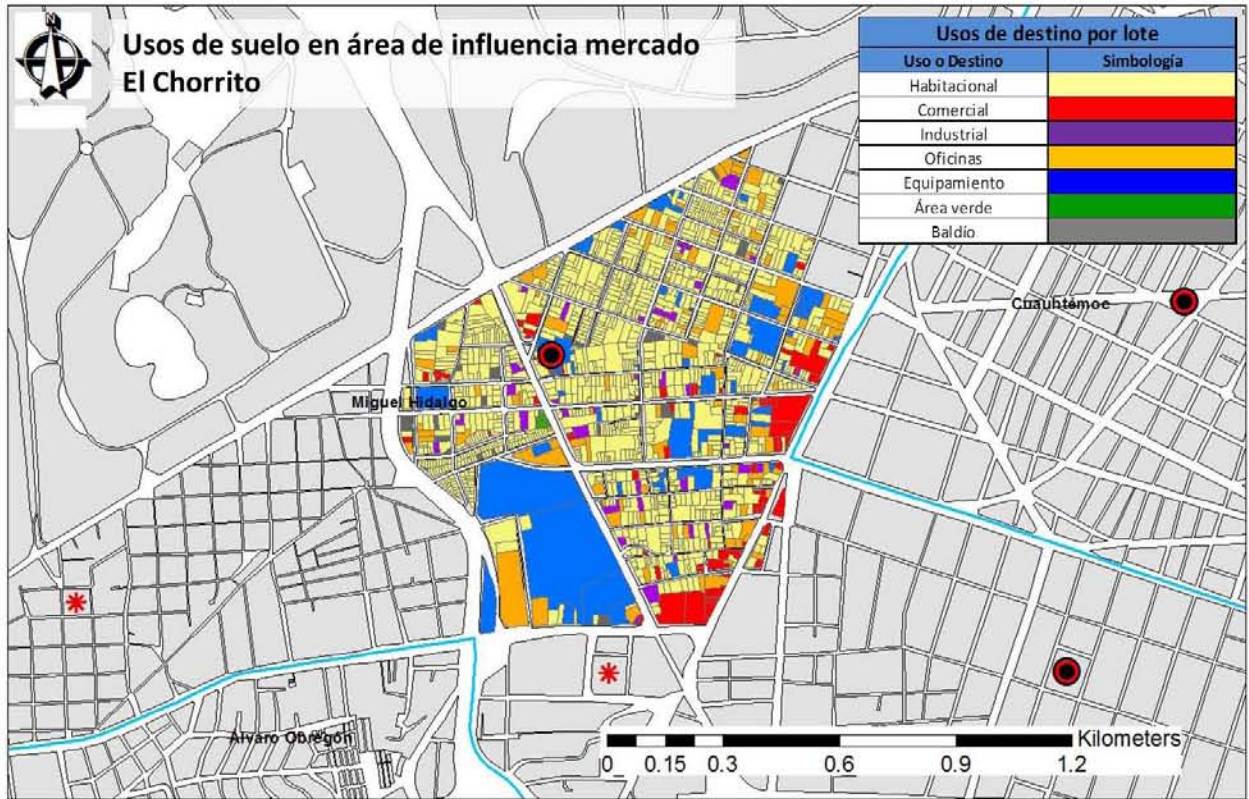 N
Usos de suelo en área de influencia mercado
El Chorrito
Usos de destino por lote
Uso o Destino Simbología
Habitacional
Comercial
Industrial
Oficinas
Equipamiento
Área verde
Baldío
Cuauhtémoc
Miguel Hidalgo
Álvaro Obregón
Kilometers
0 0.15 0.3 0.6 0.9 1.2